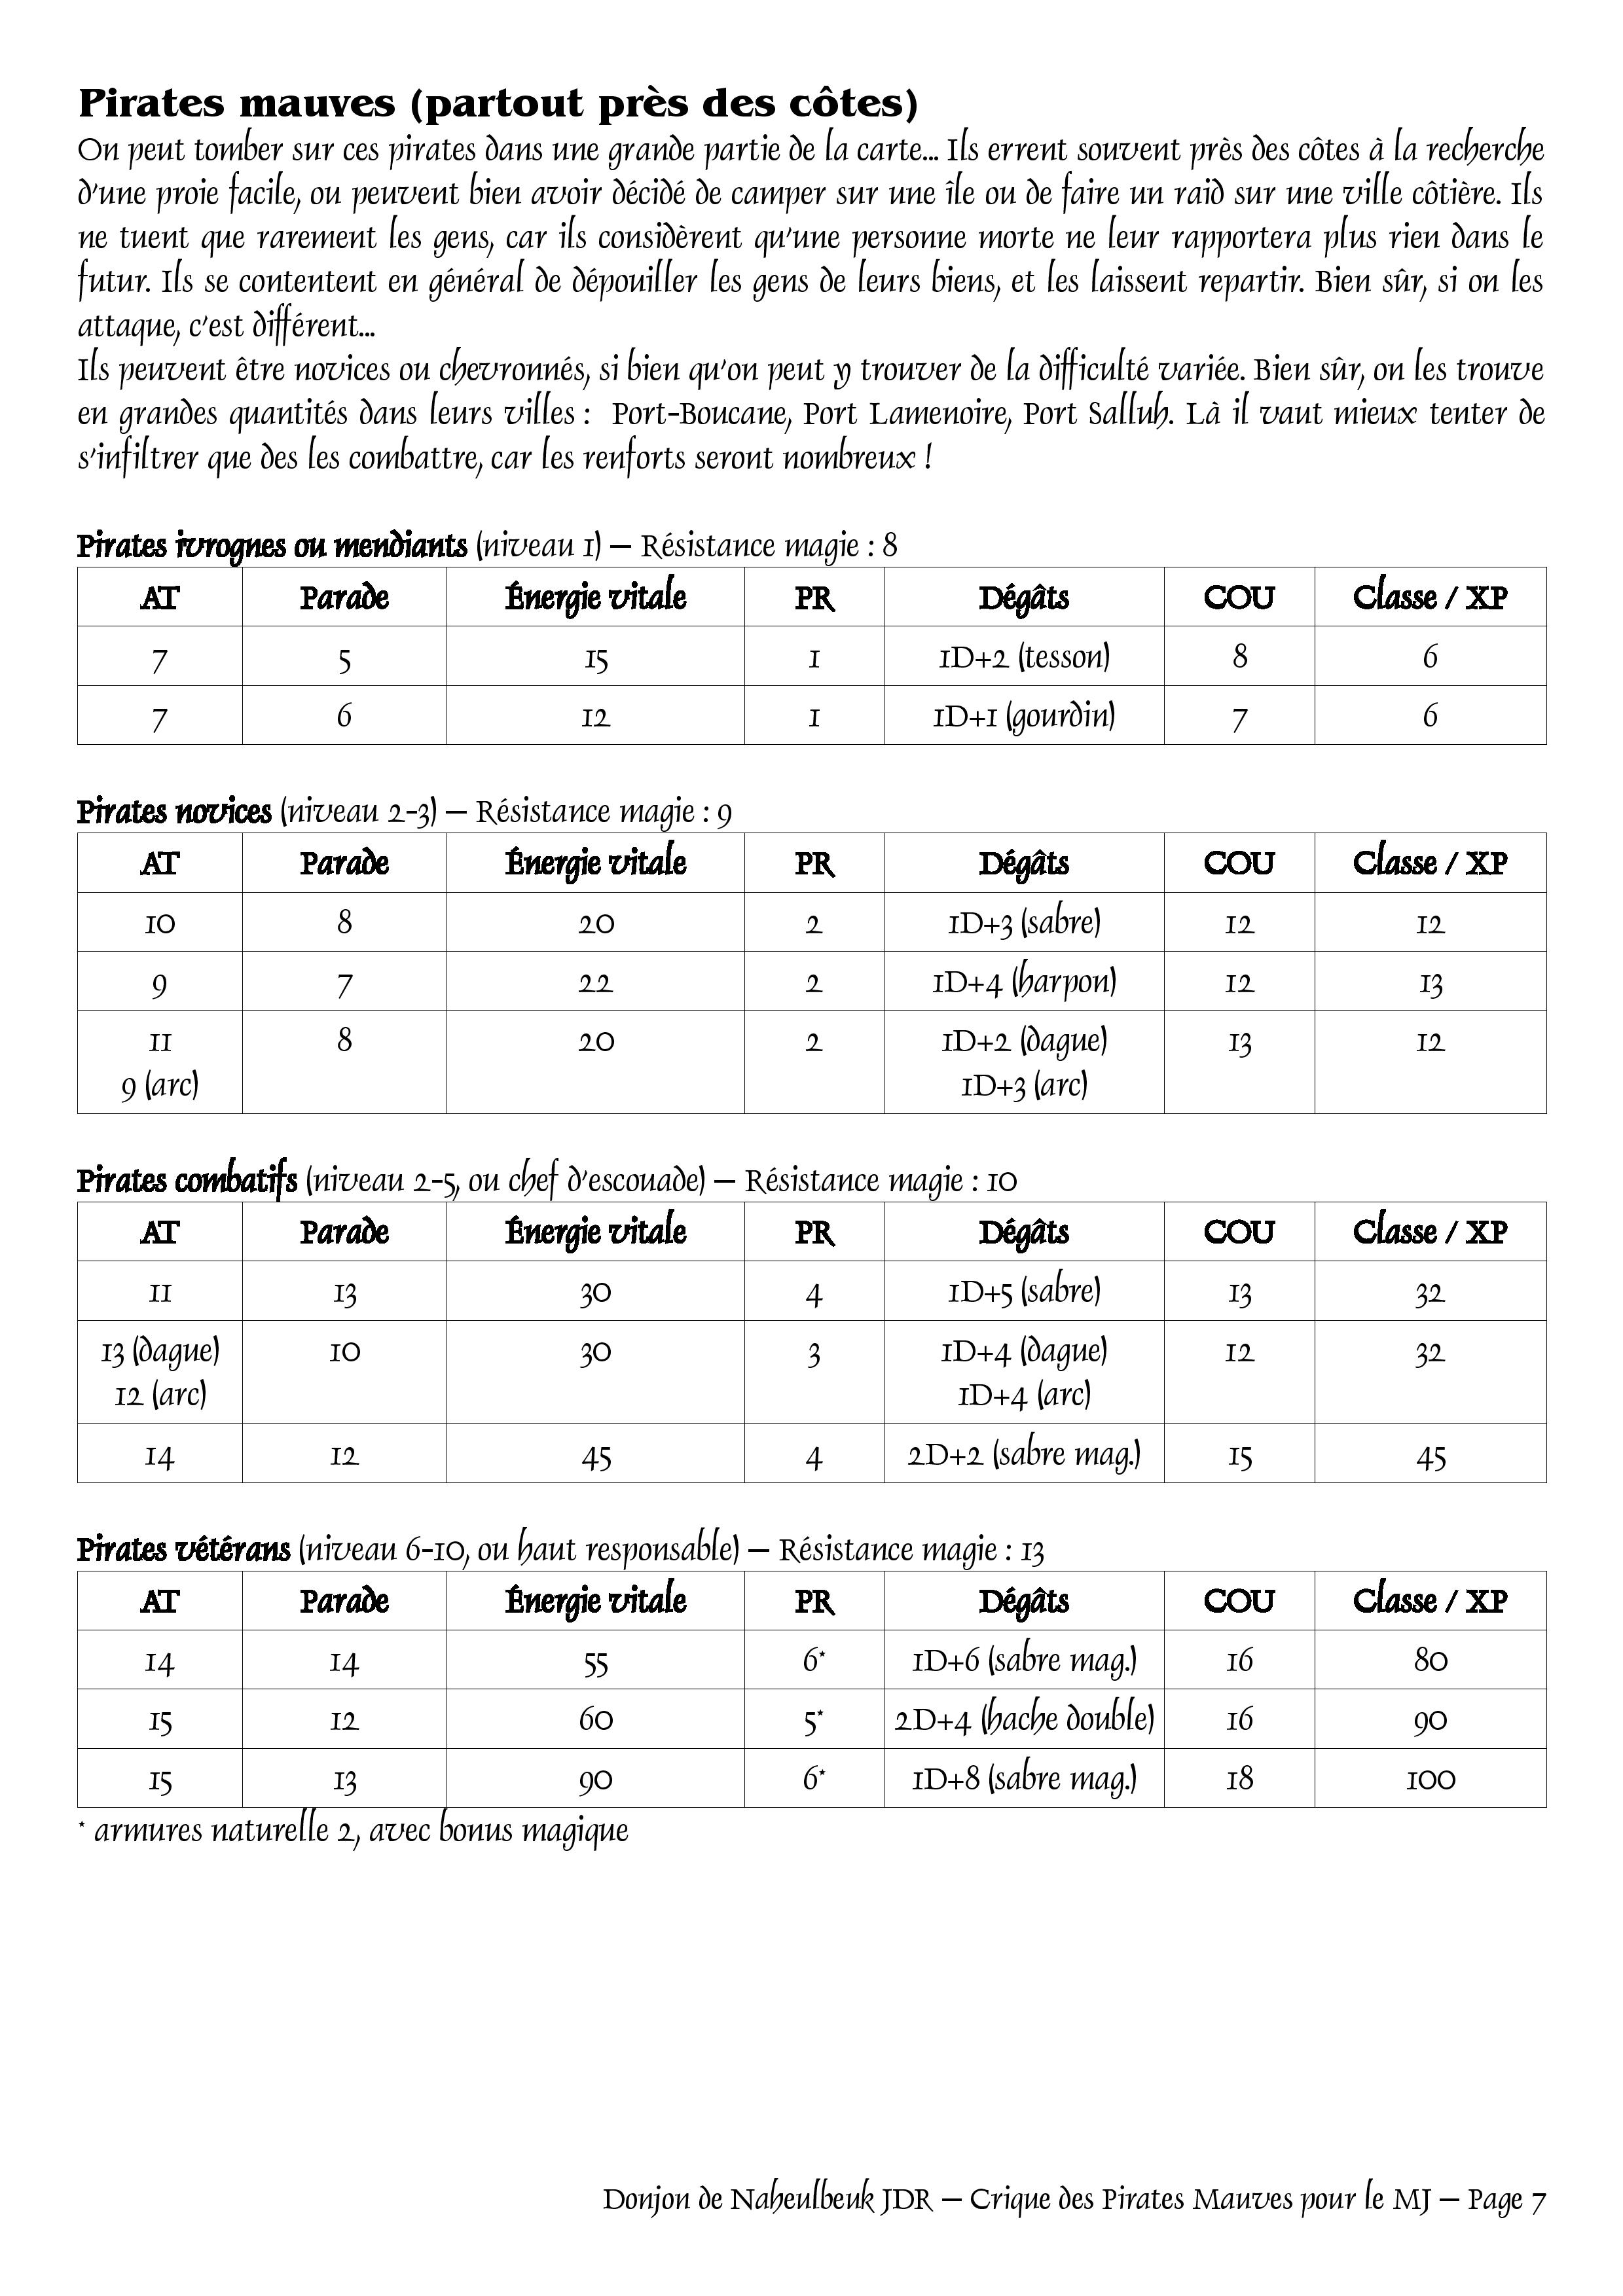 Pirates mauves (partout près des côtes)
On peut tomber sur ces pirates dans une grande partie de la carte... Ils errent souvent près des côtes à la recherche
d'une proie facile, ou peuvent bien avoir décidé de camper sur une île ou de faire un raid sur une ville côtière. Ils
ne tuent que rarement les gens, car ils considèrent qu'une personne morte ne leur rapportera plus rien dans le
futur. Ils se contentent en général de dépouiller les gens de leurs biens, et les laissent repartir. Bien sûr, si on les
attaque, c'est différent...
Ils peuvent être novices ou chevronnés, si bien qu'on peut y trouver de la difficulté variée. Bien sûr, on les trouve
en grandes quantités dans leurs villes : Port-Boucane, Port Lamenoire, Port Salluh. Là il vaut mieux tenter de
s'infiltrer que des les combattre, car les renforts seront nombreux !
Pirates ivrognes ou mendiants (niveau 1) – Résistance magie : 8
AT Parade Énergie vitale PR Dégâts COU Classe / XP
7 5 15 1 1D+2 (tesson) 8 6
7 6 12 1 1D+1 (gourdin) 7 6
Pirates novices (niveau 2-3) – Résistance magie : 9
AT Parade Énergie vitale PR Dégâts COU Classe / XP
10 8 20 2 1D+3 (sabre) 12 12
9 7 22 2 1D+4 (harpon) 12 13
11 8 20 2 1D+2 (dague) 13 12
9 (arc) 1D+3 (arc)
Pirates combatifs (niveau 2-5, ou chef d'escouade) – Résistance magie : 10
AT Parade Énergie vitale PR Dégâts COU Classe / XP
11 13 30 4 1D+5 (sabre) 13 32
13 (dague) 10 30 3 1D+4 (dague) 12 32
12 (arc) 1D+4 (arc)
14 12 45 4 2D+2 (sabre mag.) 15 45
Pirates vétérans (niveau 6-10, ou haut responsable) – Résistance magie : 13
AT Parade Énergie vitale PR Dégâts COU Classe / XP
14 14 55 6* 1D+6 (sabre mag.) 16 80
15 12 60 5* 2D+4 (hache double) 16 90
15 13 90 6* 1D+8 (sabre mag.) 18 100
* armures naturelle 2, avec bonus magique
Donjon de Naheulbeuk JDR – Crique des Pirates Mauves pour le MJ – Page 7